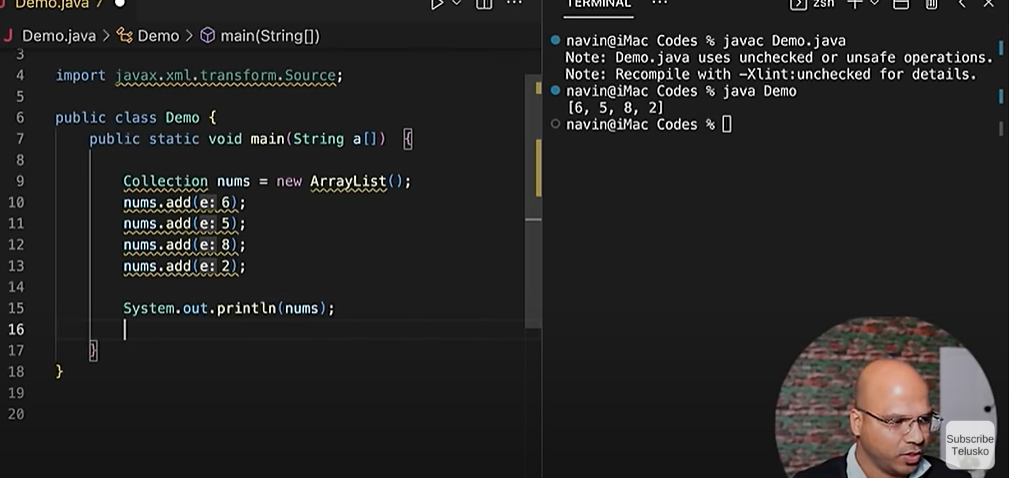 Demo.java 7
Demo.java > Demo > main(String[])
3
4 import javax.xml.transform.Source;
5
6 public class Demo {
7 public static void main(String a[]) {
8
9 Collection nums = new ArrayList();
10 nums.add(e: 6);
11 nums.add(e: 5);
12 nums.add(e: 8);
13 nums.add(e: 2);
14
15 System.out.println(nums);
16
17 }
18 }
19
20
TERMINAL ... zsh
navin@iMac Codes % javac Demo.java
Note: Demo.java uses unchecked or unsafe operations.
Note: Recompile with -Xlint:unchecked for details.
navin@iMac Codes % java Demo
[6, 5, 8, 2]
navin@iMac Codes %
Subscribe
Telusko